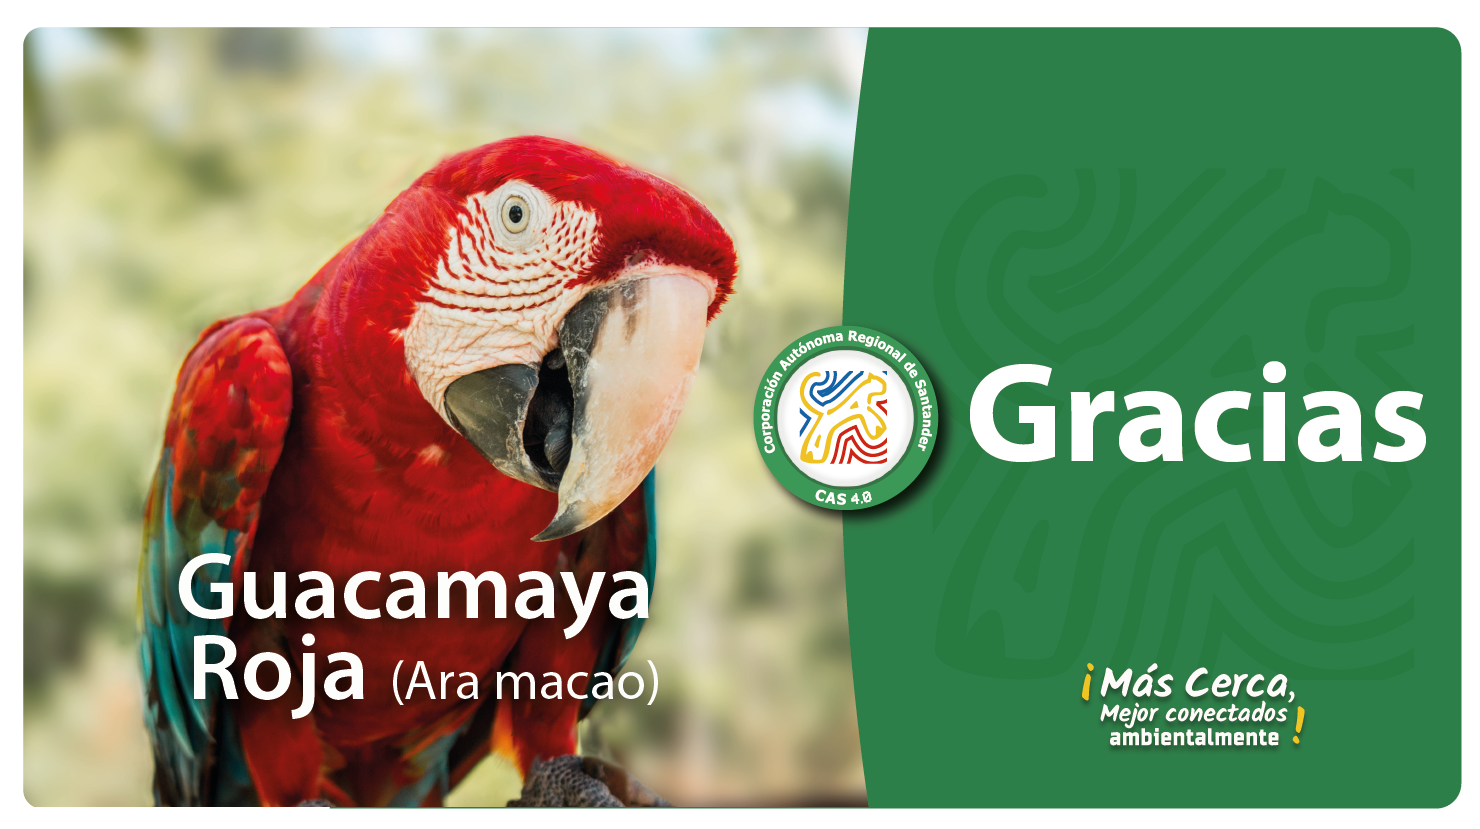 Guacamaya
Roja (Ara macao)
Corporación Autónoma Regional de Santander
CAS 4.0
Gracias
¡Más Cerca,
Mejor conectados
ambientalmente!